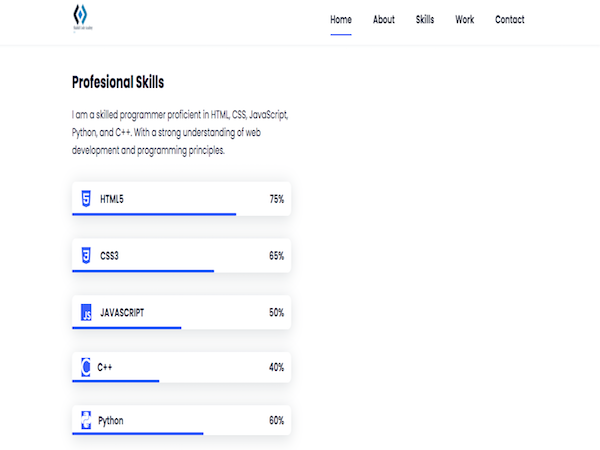 Home About Skills Work Contact
Profesional Skills
I am a skilled programmer proficient in HTML, CSS, JavaScript,
Python, and C++. With a strong understanding of web
development and programming principles.
HTML5 75%
CSS3 65%
JS JAVASCRIPT 50%
C C++ 40%
Python 60%